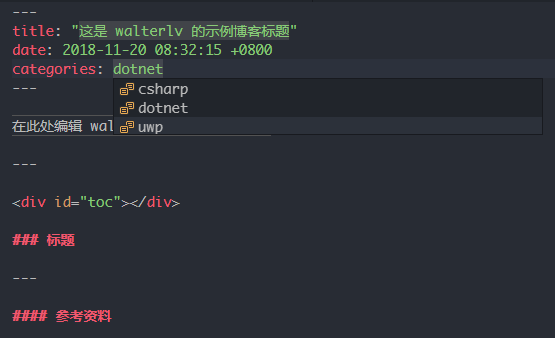 ---
title: "这是 walterlv 的示例博客标题"
date: 2018-11-20 08:32:15 +0800
categories: dotnet
---
csharp
dotnet
在此处编辑 wal
uwp
---
<div id="toc"></div>
### 标题
---
#### 参考资料